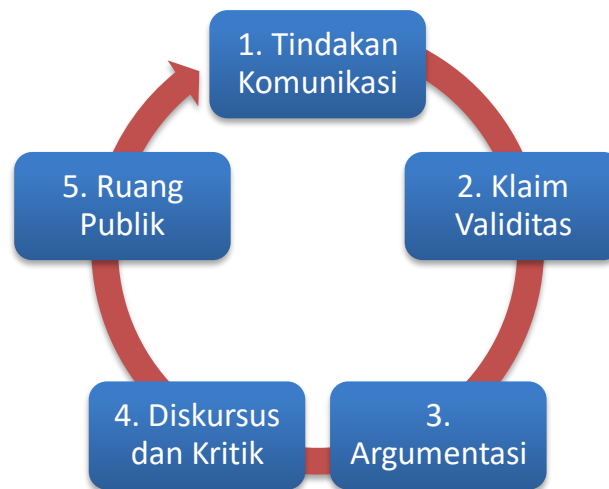 1. Tindakan
Komunikasi
2. Klaim
Validitas
3.
Argumentasi
4. Diskursus
dan Kritik
5. Ruang
Publik